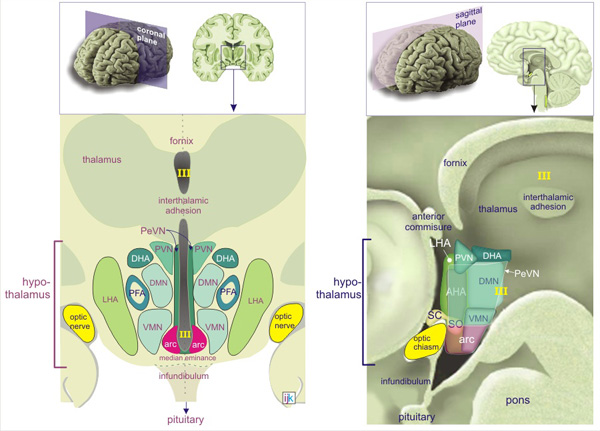 coronal
plane
fornix
thalamus
III
interthalamic
adhesion
PeVN
PVN
PVN
DHA
DHA
hypo-
thalamus
LHA
PFA
DMN
DMN
PFA
LHA
optic
nerve
VMN
VMN
optic
nerve
III
arc
arc
median eminance
infundibulum
ijk
pituitary
sagittal
plane
fornix
III
interthalamic
adhesion
thalamus
anterior
commisure
LHA
PVN
DHA
PeVN
hypo-
thalamus
AHA
DMN
III
SC
SO
VMN
optic
chiasm
arc
infundibulum
pons
pituitary